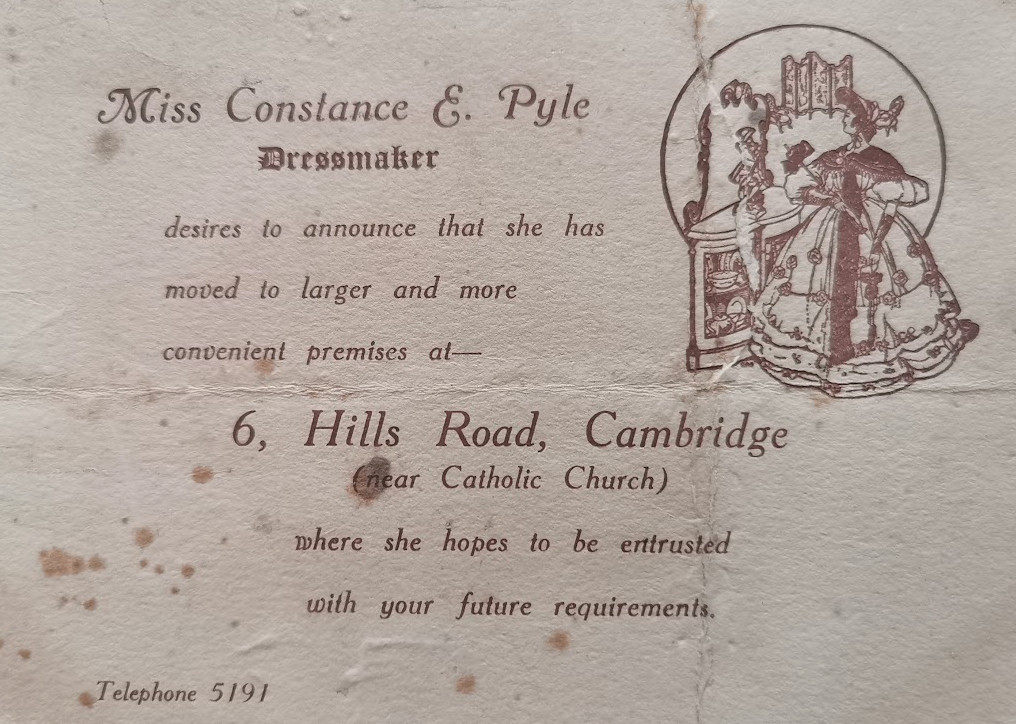 Miss Constance E. Pyle
Dressmaker
desires to announce that she has
moved to larger and more
convenient premises at—
6, Hills Road, Cambridge
(near Catholic Church)
where she hopes to be entrusted
with your future requirements.
Telephone 5191